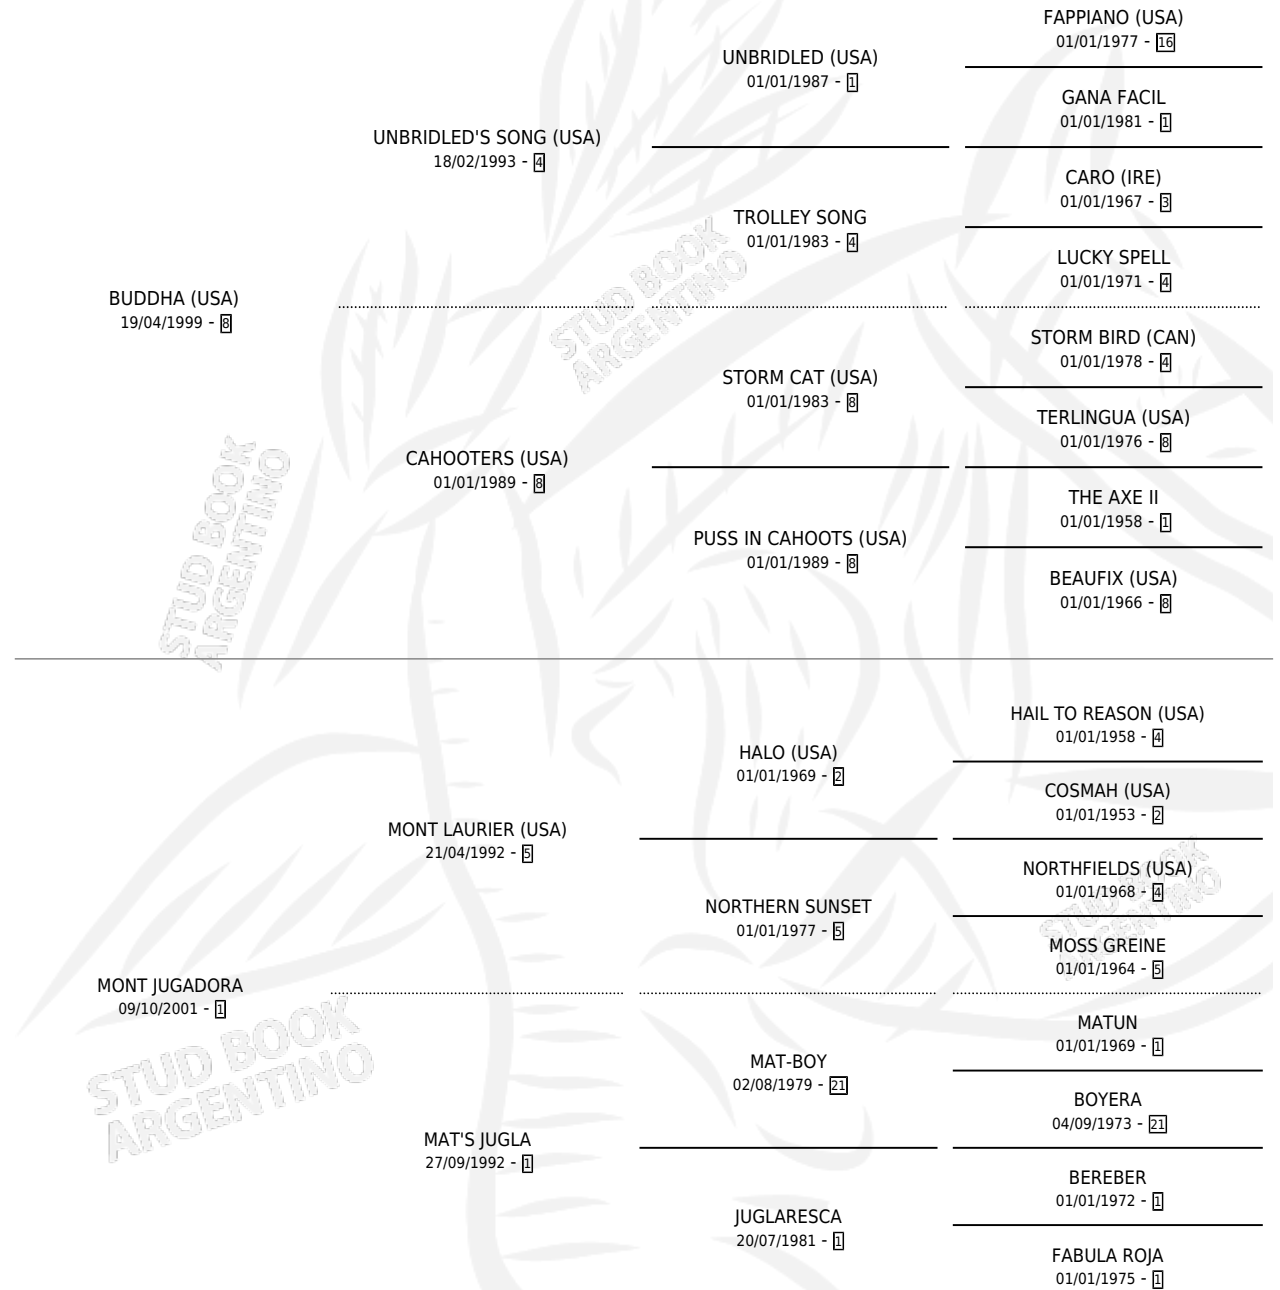 FAPPIANO (USA)
01/01/1977 - 16
UNBRIDLED (USA)
01/01/1987 - 1
GANA FACIL
01/01/1981 - 1
UNBRIDLED'S SONG (USA)
18/02/1993 - 4
CARO (IRE)
01/01/1967 - 3
TROLLEY SONG
01/01/1983 - 4
LUCKY SPELL
01/01/1971 - 4
BUDDHA (USA)
19/04/1999 - 8
STORM BIRD (CAN)
01/01/1978 - 4
STORM CAT (USA)
01/01/1983 - 8
TERLINGUA (USA)
01/01/1976 - 8
CAHOOTERS (USA)
01/01/1989 - 8
THE AXE II
01/01/1958 - 1
PUSS IN CAHOOTS (USA)
01/01/1989 - 8
BEAUFIX (USA)
01/01/1966 - 8
HAIL TO REASON (USA)
01/01/1958 - 4
HALO (USA)
01/01/1969 - 2
COSMAH (USA)
01/01/1953 - 2
MONT LAURIER (USA)
21/04/1992 - 5
NORTHFIELDS (USA)
01/01/1968 - 4
NORTHERN SUNSET
01/01/1977 - 5
MOSS GREINE
01/01/1964 - 5
MONT JUGADORA
09/10/2001 - 1
MATUN
01/01/1969 - 1
MAT-BOY
02/08/1979 - 21
BOYERA
04/09/1973 - 21
MAT'S JUGLA
27/09/1992 - 1
BEREBER
01/01/1972 - 1
JUGLARESCA
20/07/1981 - 1
FABULA ROJA
01/01/1975 - 1
STUD BOOK
ARGENTINO
STUD BOOK
ARGENTINO
STUD BOOK
ARGENTINO
STUD BOOK
ARGENTINO